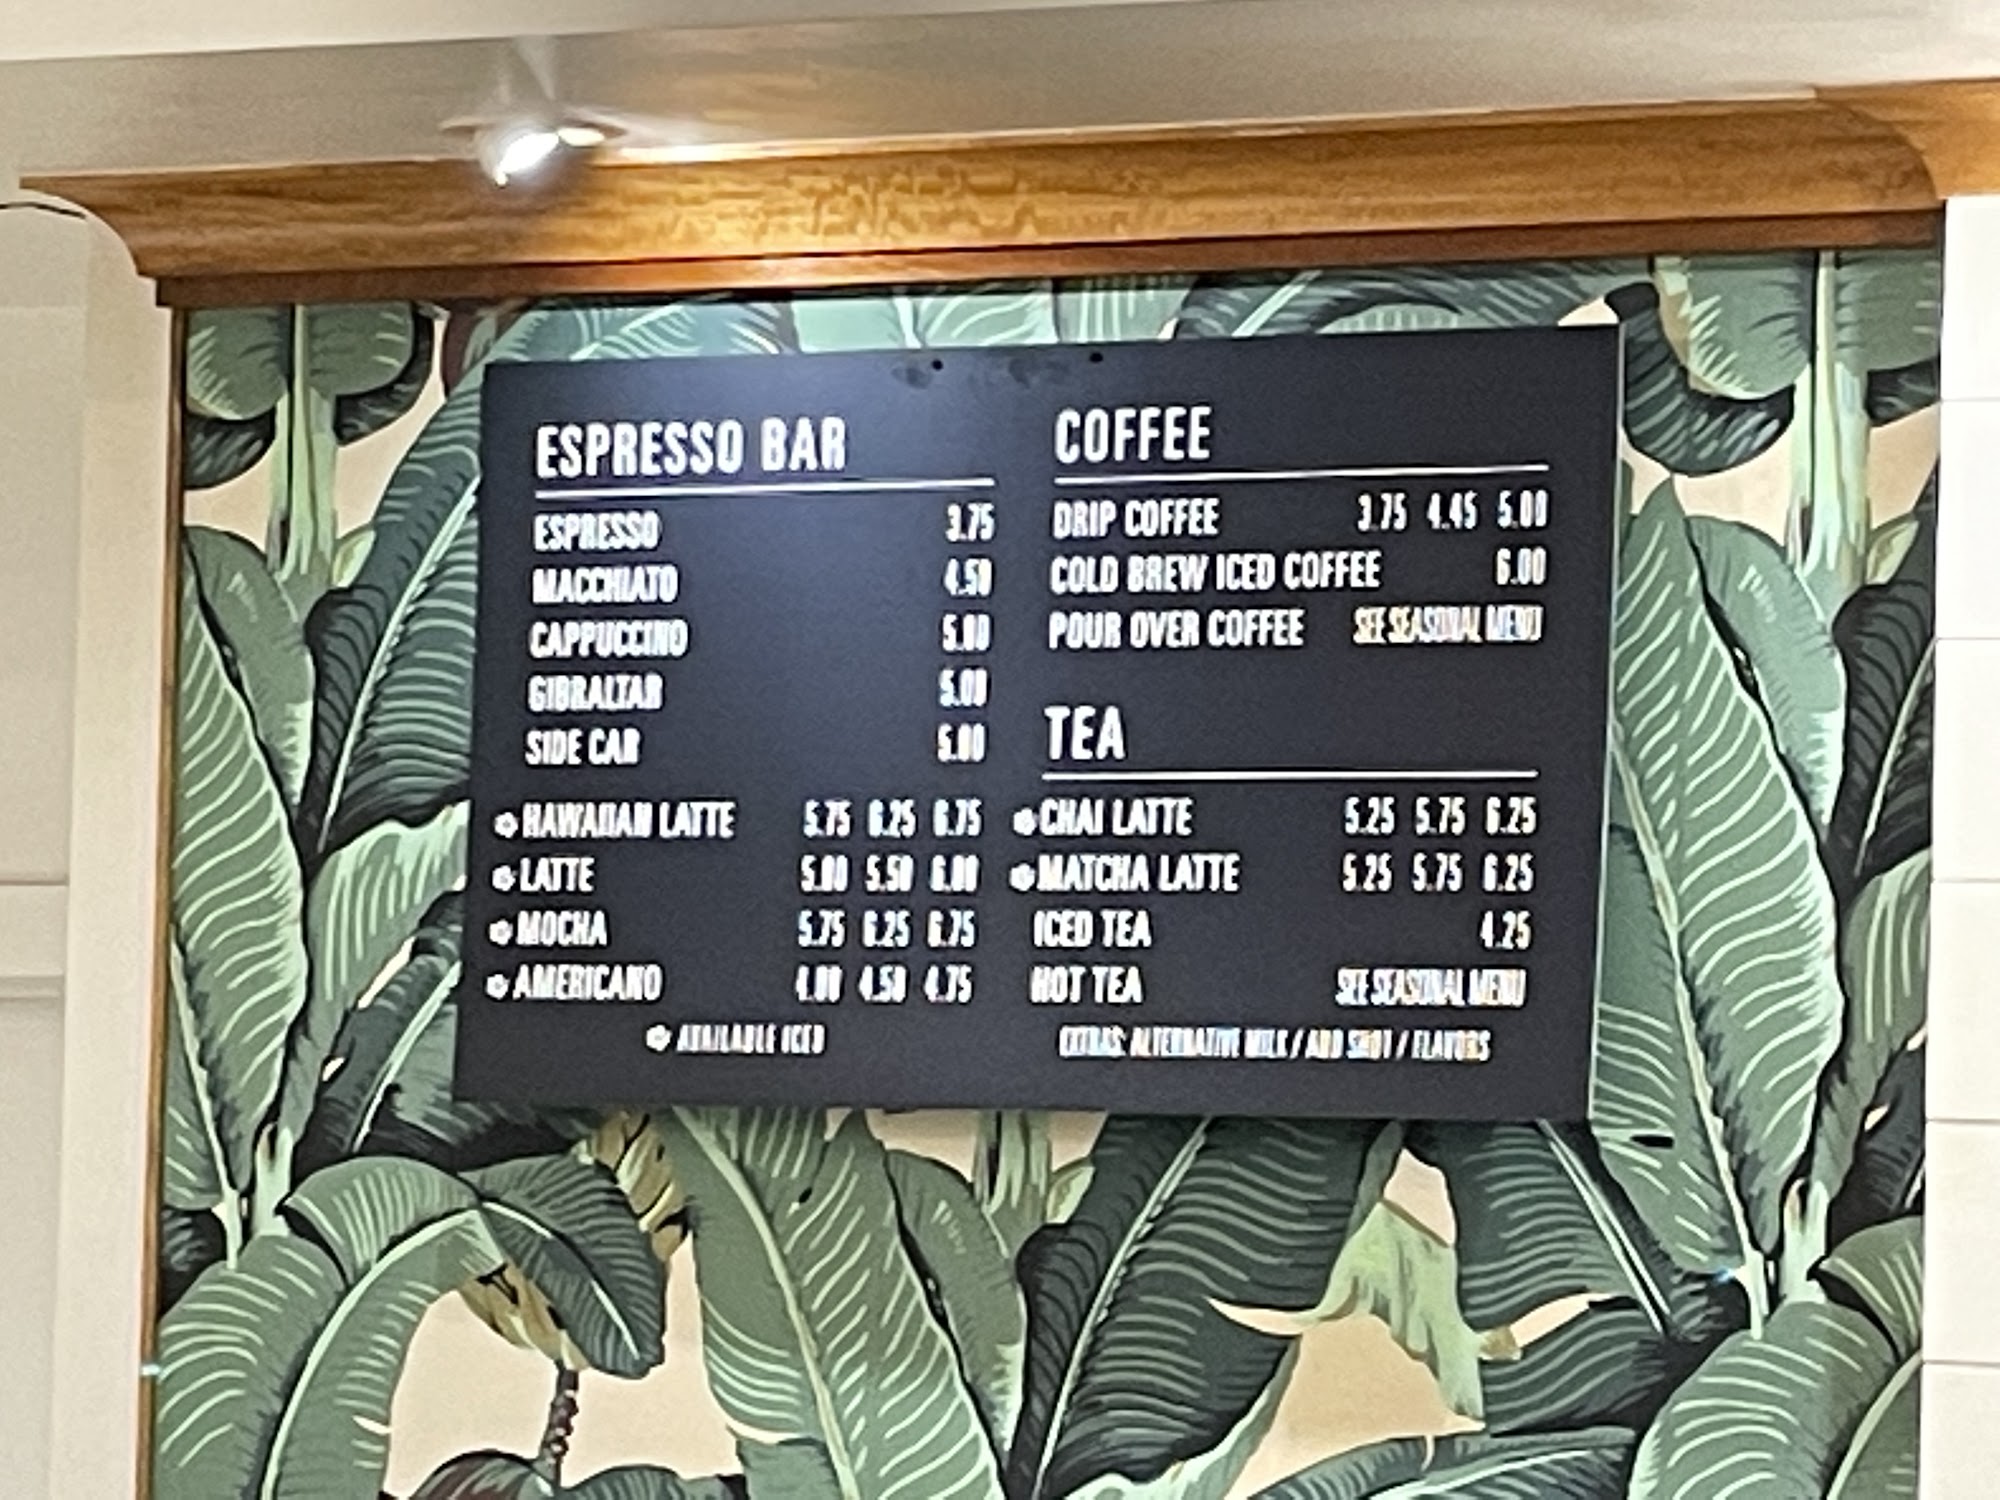 ESPRESSO BAR
ESPRESSO 3.75
MACCHIATO 4.50
CAPPUCCINO 5.00
GIBRALTAR 5.00
SIDE CAR 5.00
HAWAIIAN LATTE 5.75 6.25 6.75
LATTE 5.00 5.50 6.00
MOCHA 5.75 6.25 6.75
AMERICANO 4.00 4.50 4.75
AVAILABLE ICED
COFFEE
DRIP COFFEE 3.75 4.45 5.00
COLD BREW ICED COFFEE 6.00
POUR OVER COFFEE SEE SEASONAL MENU
TEA
CHAI LATTE 5.25 5.75 6.25
MATCHA LATTE 5.25 5.75 6.25
ICED TEA 4.25
HOT TEA SEE SEASONAL MENU
EXTRAS: ALTERNATIVE MILK / ADD SHOT / FLAVORS